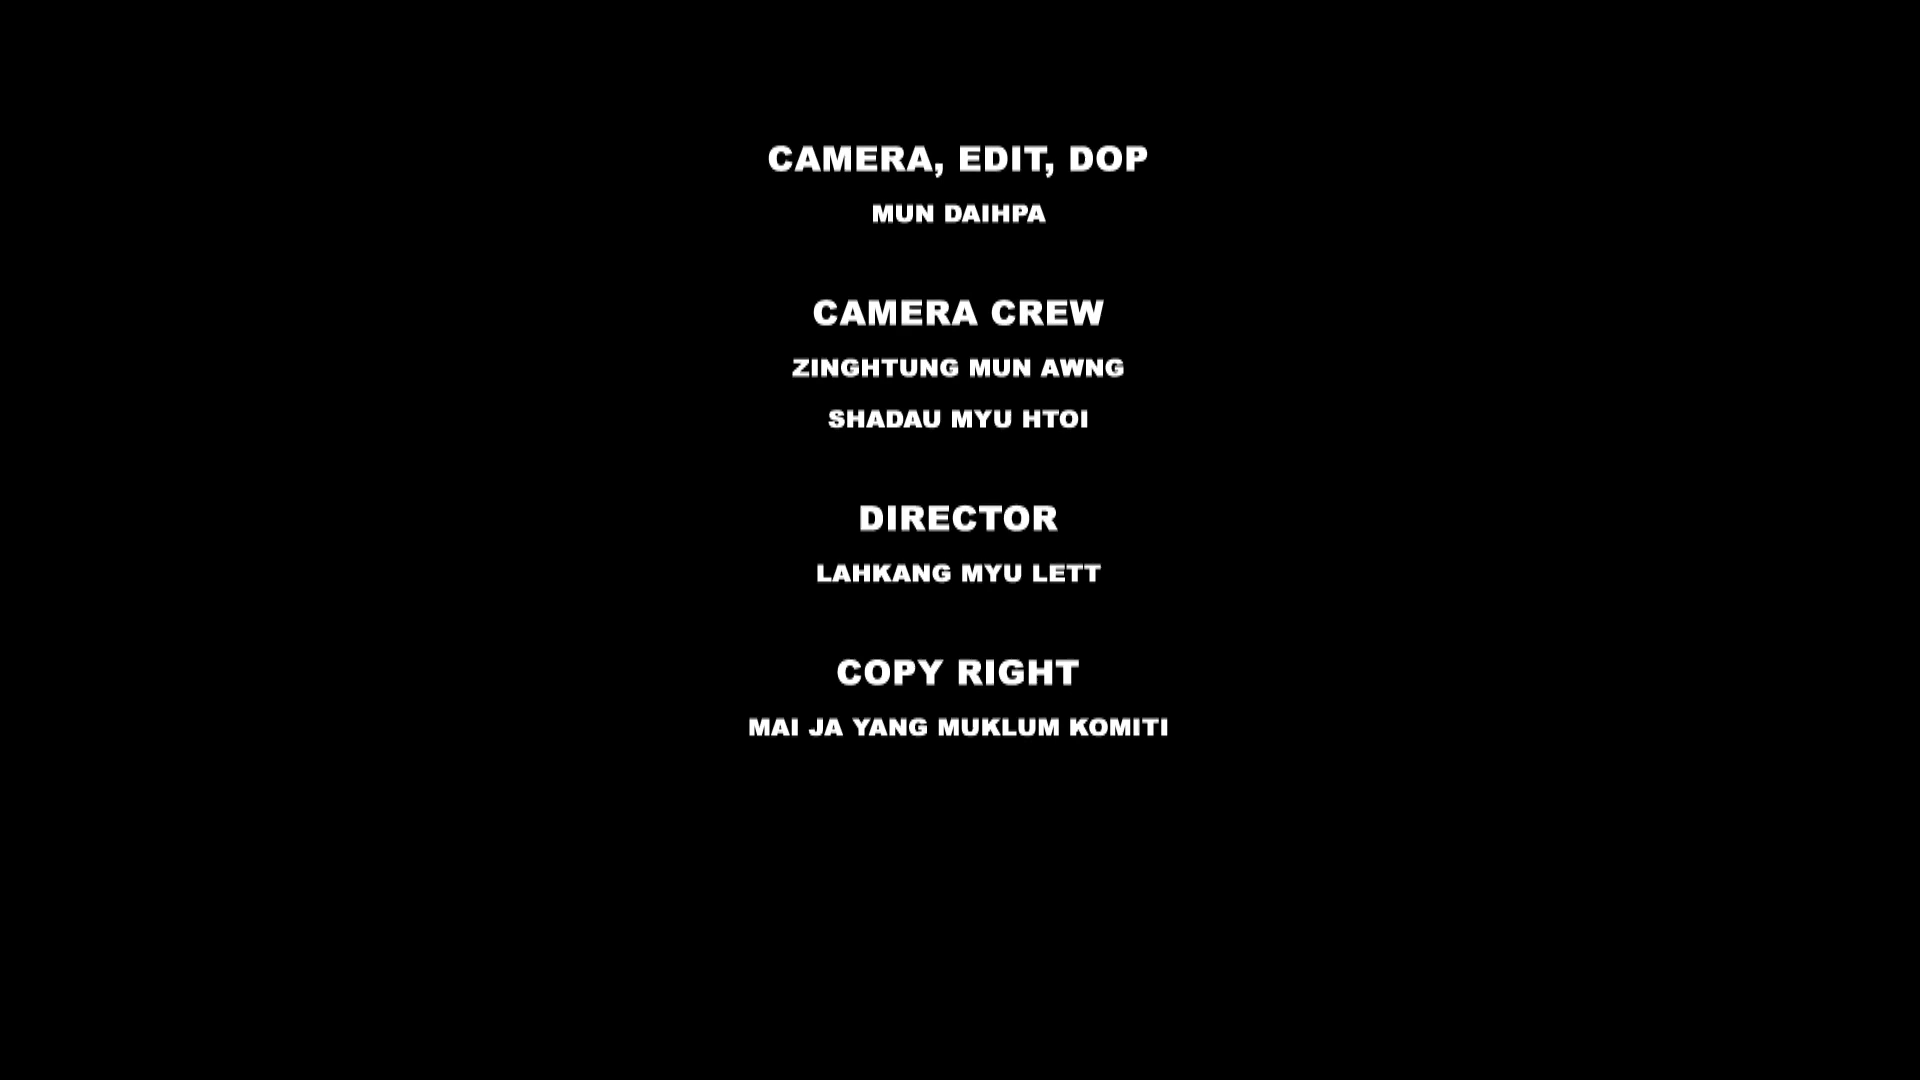 CAMERA, EDIT, DOP
MUN DAIHPA
CAMERA CREW
ZINGHTUNG MUN AWNG
SHADAU MYU HTOI
DIRECTOR
LAHKANG MYU LETT
COPY RIGHT
MAI JA YANG MUKLUM KOMITI